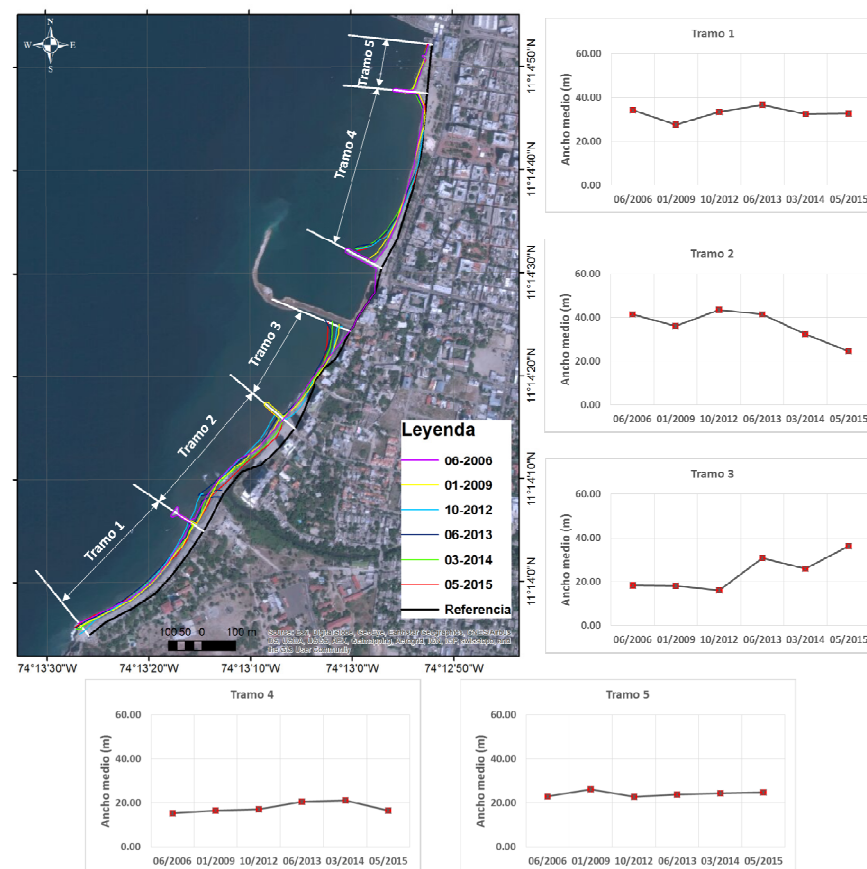 N
W E
S
Tramo 5
Tramo 4
Tramo 3
Tramo 2
Tramo 1
11°14'50"N
11°14'40"N
11°14'30"N
11°14'20"N
11°14'10"N
11°14'0"N
Leyenda
06-2006
01-2009
10-2012
06-2013
03-2014
05-2015
Referencia
100 50 0 100 m
74°13'30"W 74°13'20"W 74°13'10"W 74°13'0"W 74°12'50"W
Tramo 1
Ancho medio (m)
60.00
40.00
20.00
0.00
06/2006 01/2009 10/2012 06/2013 03/2014 05/2015
Tramo 2
Ancho medio (m)
60.00
40.00
20.00
0.00
06/2006 01/2009 10/2012 06/2013 03/2014 05/2015
Tramo 3
Ancho medio (m)
60.00
40.00
20.00
0.00
06/2006 01/2009 10/2012 06/2013 03/2014 05/2015
Tramo 4
Ancho medio (m)
60.00
40.00
20.00
0.00
06/2006 01/2009 10/2012 06/2013 03/2014 05/2015
Tramo 5
Ancho medio (m)
60.00
40.00
20.00
0.00
06/2006 01/2009 10/2012 06/2013 03/2014 05/2015